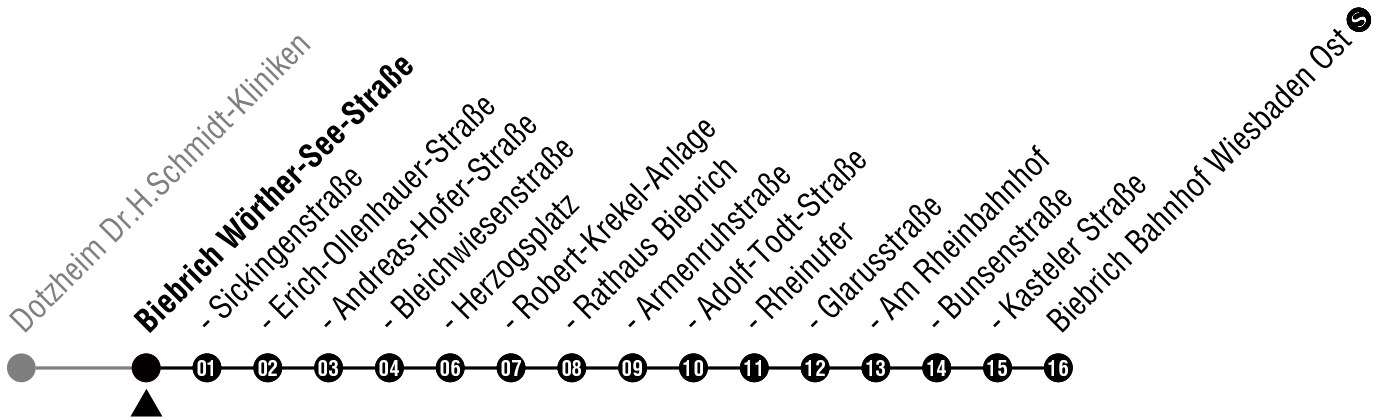 Dotzheim Dr.H.Schmidt-Kliniken
Biebrich Wörther-See-Straße
- Sickingenstraße
- Erich-Ollenhauer-Straße
- Andreas-Hofer-Straße
- Bleichwiesenstraße
- Herzogsplatz
- Robert-Krekel-Anlage
- Rathaus Biebrich
- Armenruhstraße
- Adolf-Todt-Straße
- Rheinufer
- Glarusstraße
- Am Rheinbahnhof
- Bunsenstraße
- Kasteler Straße
Biebrich Bahnhof Wiesbaden Ost S
01 02 03 04 06 07 08 09 10 11 12 13 14 15 16